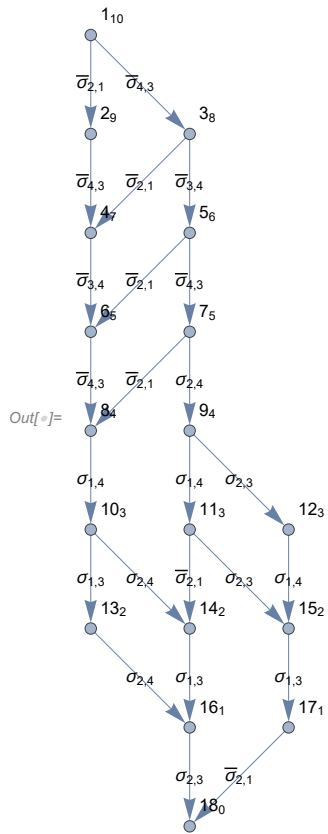 1₁₀
σ̅₂,₁ σ̅₄,₃
2₉ 3₈
σ̅₄,₃ σ̅₂,₁ σ̅₃,₄
4₇ 5₆
σ̅₃,₄ σ̅₂,₁ σ̅₄,₃
6₅ 7₅
σ̅₄,₃ σ̅₂,₁ σ₂,₄
Out[•]= 8₄ 9₄
σ₁,₄ σ₁,₄ σ₂,₃
10₃ 11₃ 12₃
σ₁,₃ σ₂,₄ σ̅₂,₁ σ₂,₃ σ₁,₄
13₂ 14₂ 15₂
σ₂,₄ σ₁,₃ σ₁,₃
16₁ 17₁
σ₂,₃ σ̅₂,₁
18₀